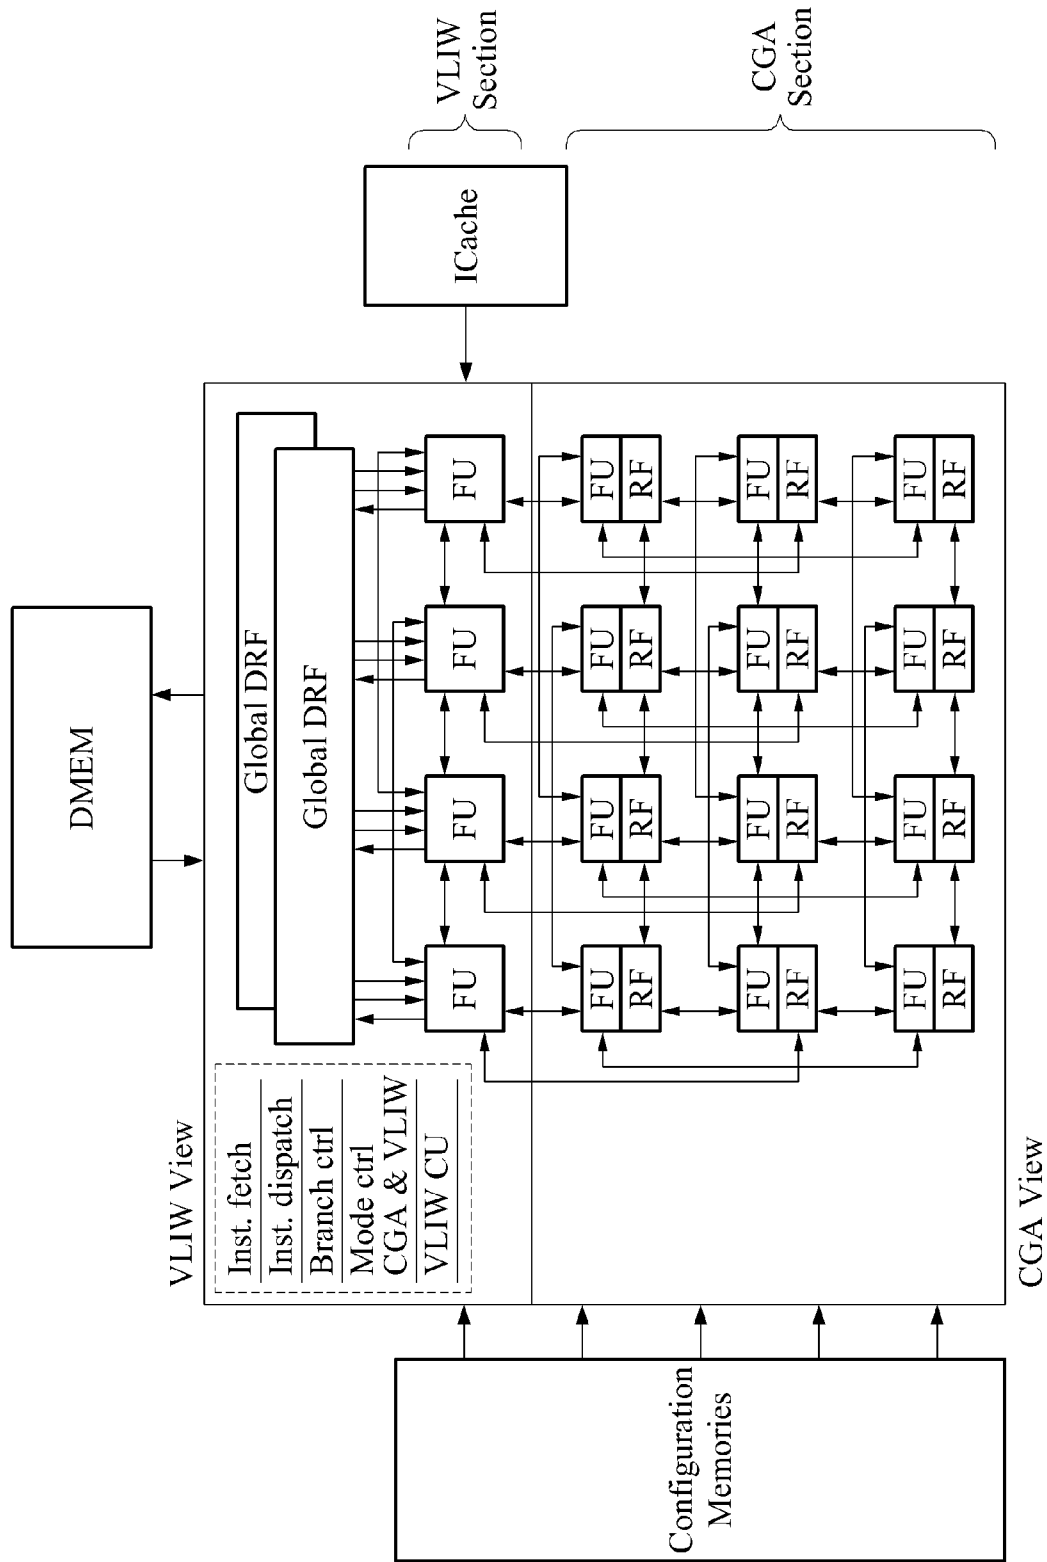 DMEM
VLIW View
Inst. fetch
Inst. dispatch
Branch ctrl
Mode ctrl
CGA & VLIW
VLIW CU
Global DRF
Global DRF
FU
FU
FU
FU
ICache
VLIW
Section
FU
RF
FU
RF
FU
RF
FU
RF
FU
RF
FU
RF
FU
RF
FU
RF
FU
RF
FU
RF
FU
RF
FU
RF
CGA
Section
Configuration
Memories
CGA View